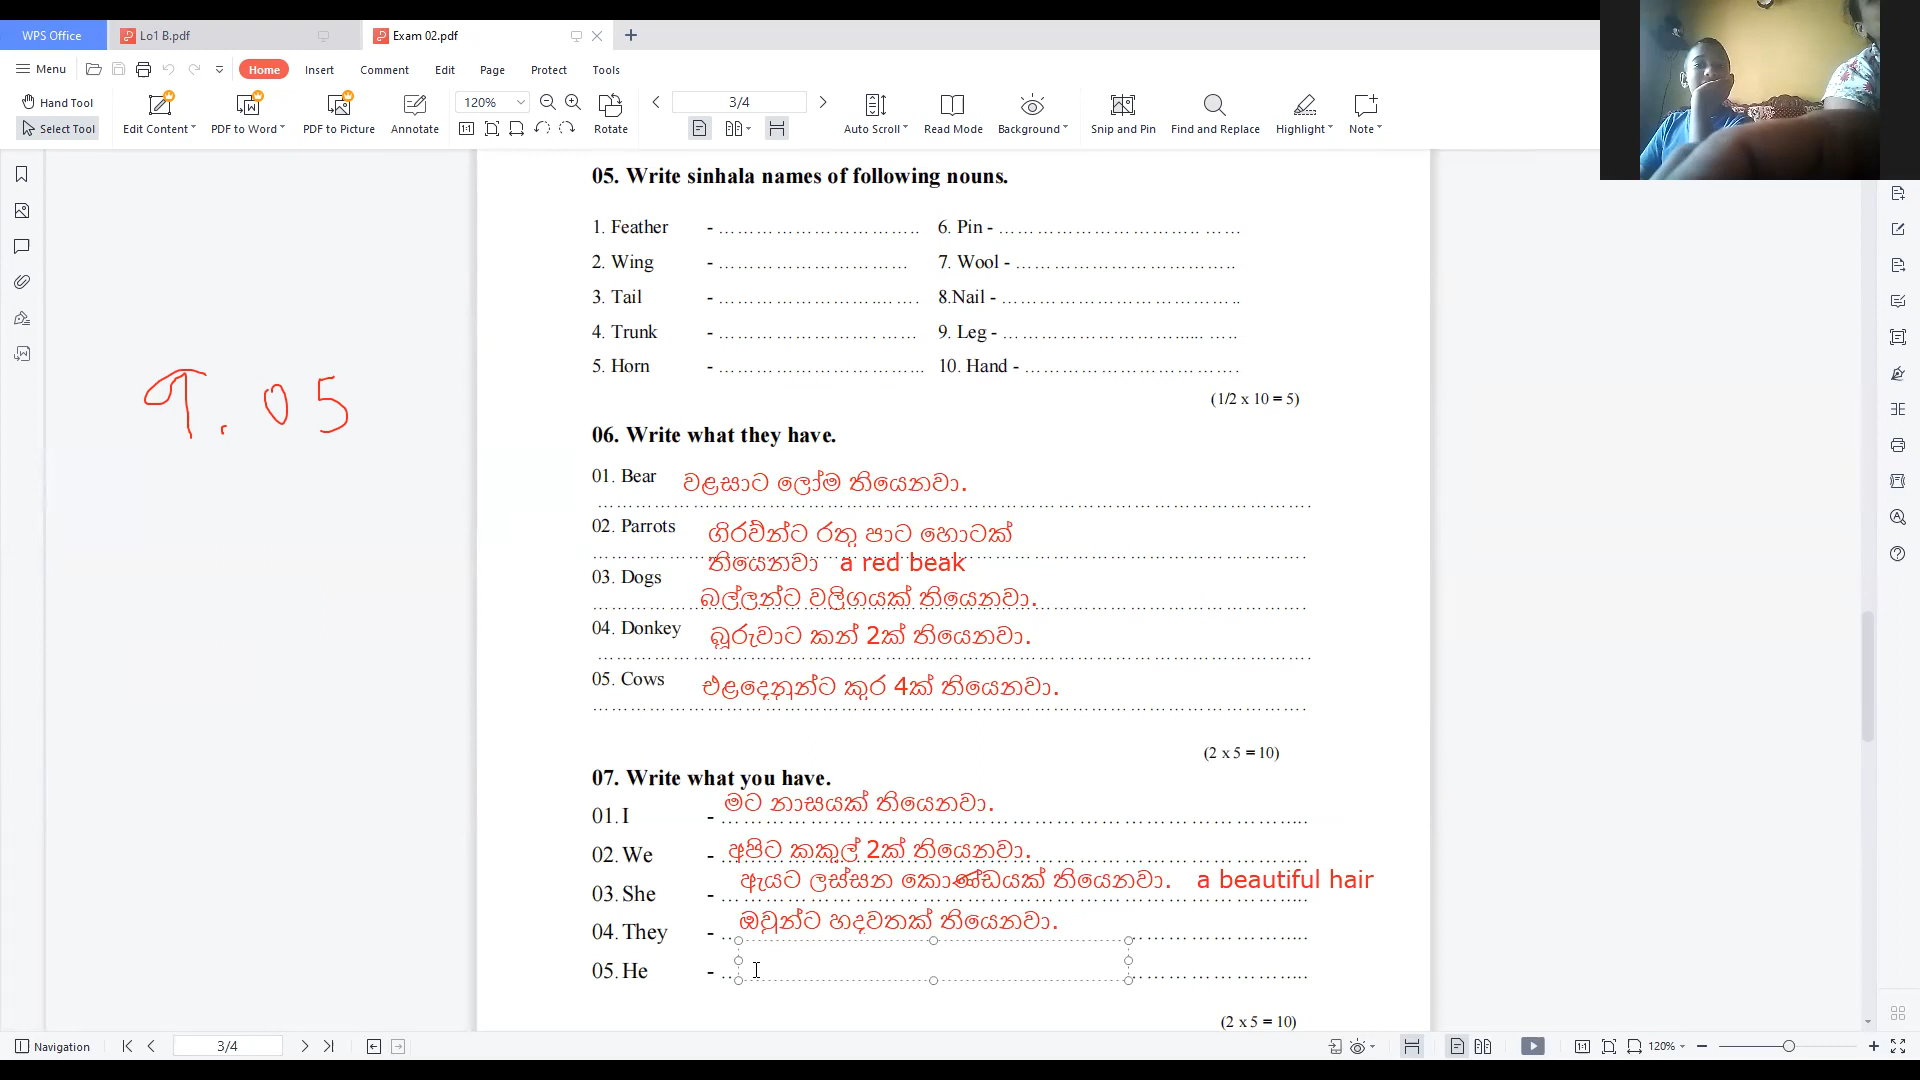 WPS Office
Lo1 B.pdf
Exam 02.pdf
Menu
Home
Insert
Comment
Edit
Page
Protect
Tools
Hand Tool
Select Tool
Edit Content
PDF to Word
PDF to Picture
Annotate
120%
3/4
Rotate
Auto Scroll
Read Mode
Background
Snip and Pin
Find and Replace
Highlight
Note
05. Write sinhala names of following nouns.
1. Feather - ………………………….. 6. Pin - ………………………….. ……
2. Wing - ………………………… 7. Wool - ……………………………..
3. Tail - …………………….……. 8.Nail - ………………………………..
4. Trunk - ……………………. …… 9. Leg - ………………………..... …..
5. Horn - ………………………….. 10. Hand - …………………………….
(1/2 x 10 = 5)
9. 05
06. Write what they have.
01. Bear වළසාට ලෝම තියෙනවා.
02. Parrots ගිරව්න්ට රතු පාට හොටක්
තියෙනවා a red beak
03. Dogs
බල්ලන්ට වලිගයක් තියෙනවා.
04. Donkey බූරුවාට කන් 2ක් තියෙනවා.
05. Cows එළදෙනුන්ට කුර 4ක් තියෙනවා.
(2 x 5 = 10)
07. Write what you have.
01. I - මට නාසයක් තියෙනවා.
02. We - අපිට කකුල් 2ක් තියෙනවා.
03. She - ඇයට ලස්සන කොණ්ඩයක් තියෙනවා. a beautiful hair
04. They - ඔවුන්ට හදවතක් තියෙනවා.
05. He -
(2 x 5 = 10)
Navigation
3/4
120%